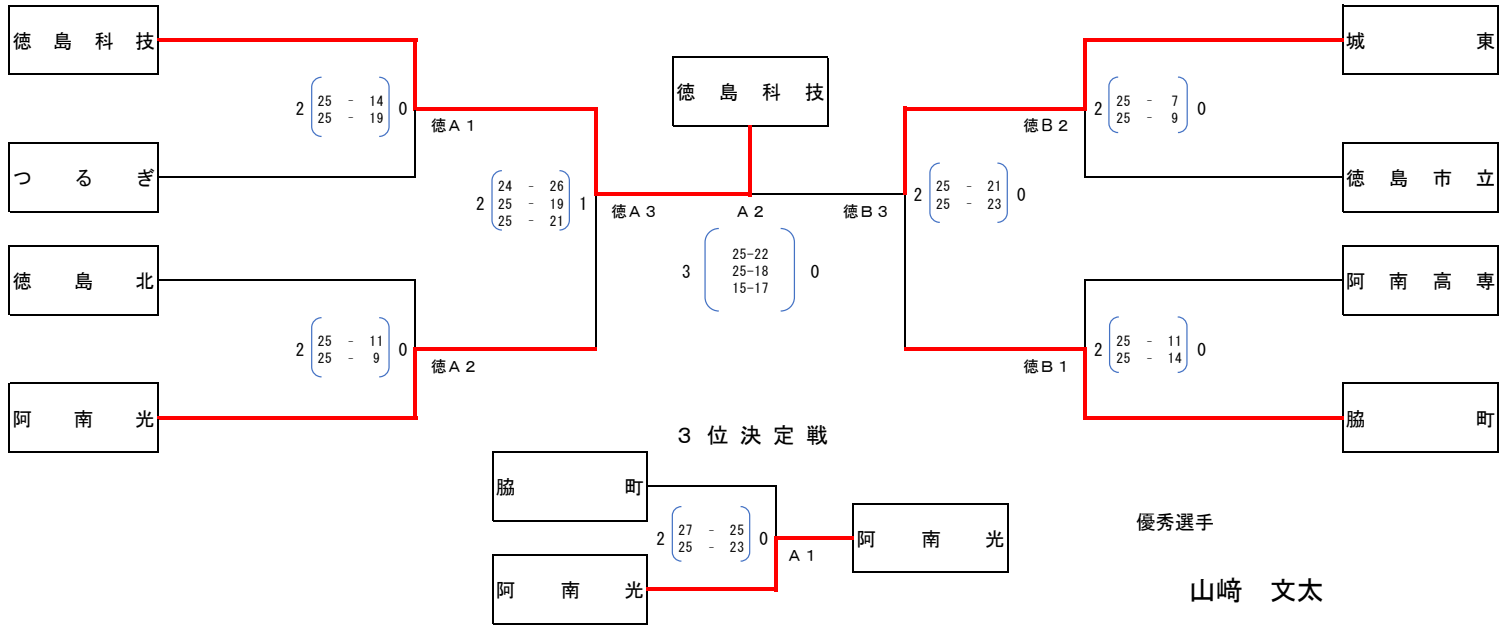 徳島科技
2
25 - 14
25 - 19
0
徳A1
つるぎ
2
24 - 26
25 - 19
25 - 21
1
徳A3
徳島北
2
25 - 11
25 - 9
0
徳A2
阿南光
徳島科技
A2
3
25-22
25-18
15-17
0
城東
徳B2
2
25 - 7
25 - 9
0
徳島市立
徳B3
2
25 - 21
25 - 23
0
阿南高専
徳B1
2
25 - 11
25 - 14
0
脇町
3位決定戦
脇町
2
27 - 25
25 - 23
0
A1
阿南光
阿南光
優秀選手
山﨑 文太